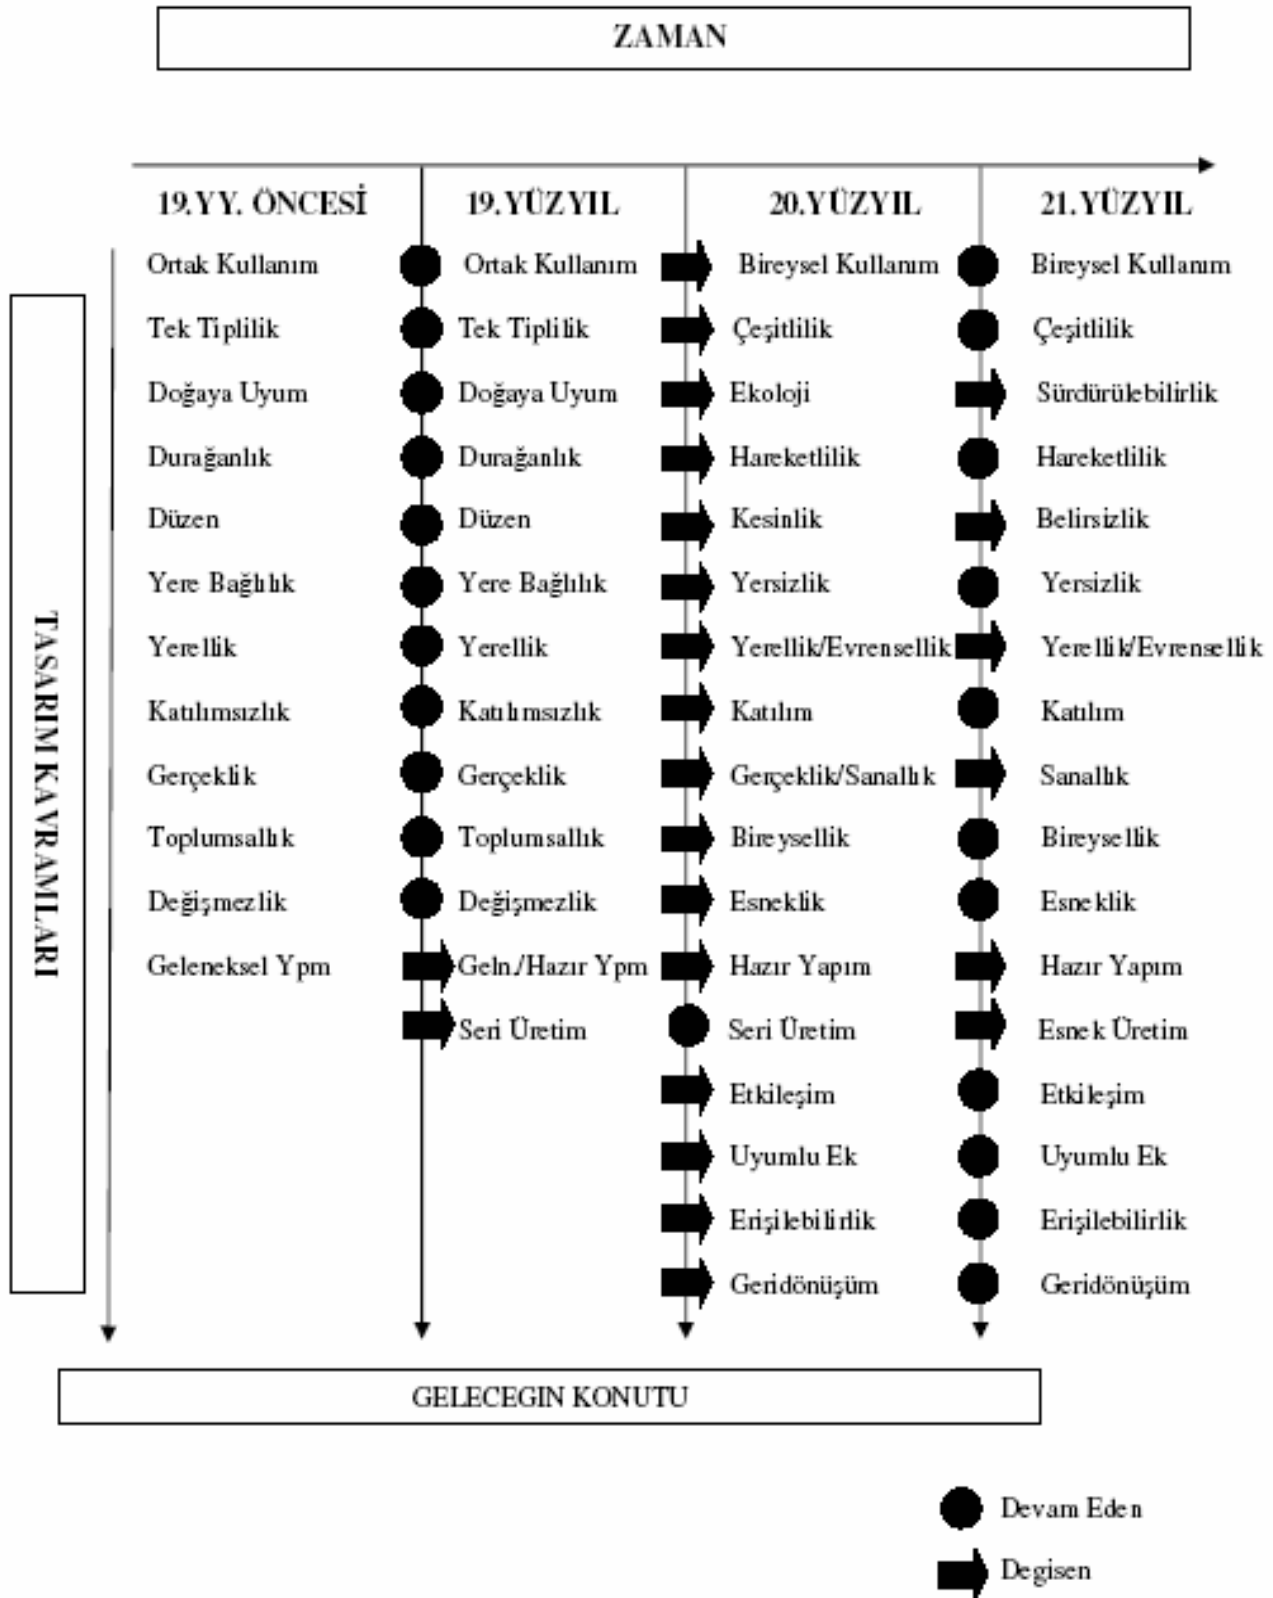 ZAMAN
19.YY. ÖNCESİ 19.YÜZYIL 20.YÜZYIL 21.YÜZYIL
TASARIM KAVRAMLARI
Ortak Kullanım Ortak Kullanım Bireysel Kullanım Bireysel Kullanım
Tek Tiplilik Tek Tiplilik Çeşitlilik Çeşitlilik
Doğaya Uyum Doğaya Uyum Ekoloji Sürdürülebilirlik
Durağanlık Durağanlık Hareketlilik Hareketlilik
Düzen Düzen Kesinlik Belirsizlik
Yere Bağlılık Yere Bağlılık Yersizlik Yersizlik
Yerellik Yerellik Yerellik/Evrensellik Yerellik/Evrensellik
Katılımsızlık Katılımsızlık Katılım Katılım
Gerçeklik Gerçeklik Gerçeklik/Sanallık Sanallık
Toplumsallık Toplumsallık Bireysellik Bireysellik
Değişmezlik Değişmezlik Esneklik Esneklik
Geleneksel Ypm Geln./Hazır Ypm Hazır Yapım Hazır Yapım
Seri Üretim Seri Üretim Esnek Üretim
Etkileşim Etkileşim
Uyumlu Ek Uyumlu Ek
Erişilebilirlik Erişilebilirlik
Geridönüşüm Geridönüşüm
GELECEGIN KONUTU
Devam Eden
Degisen